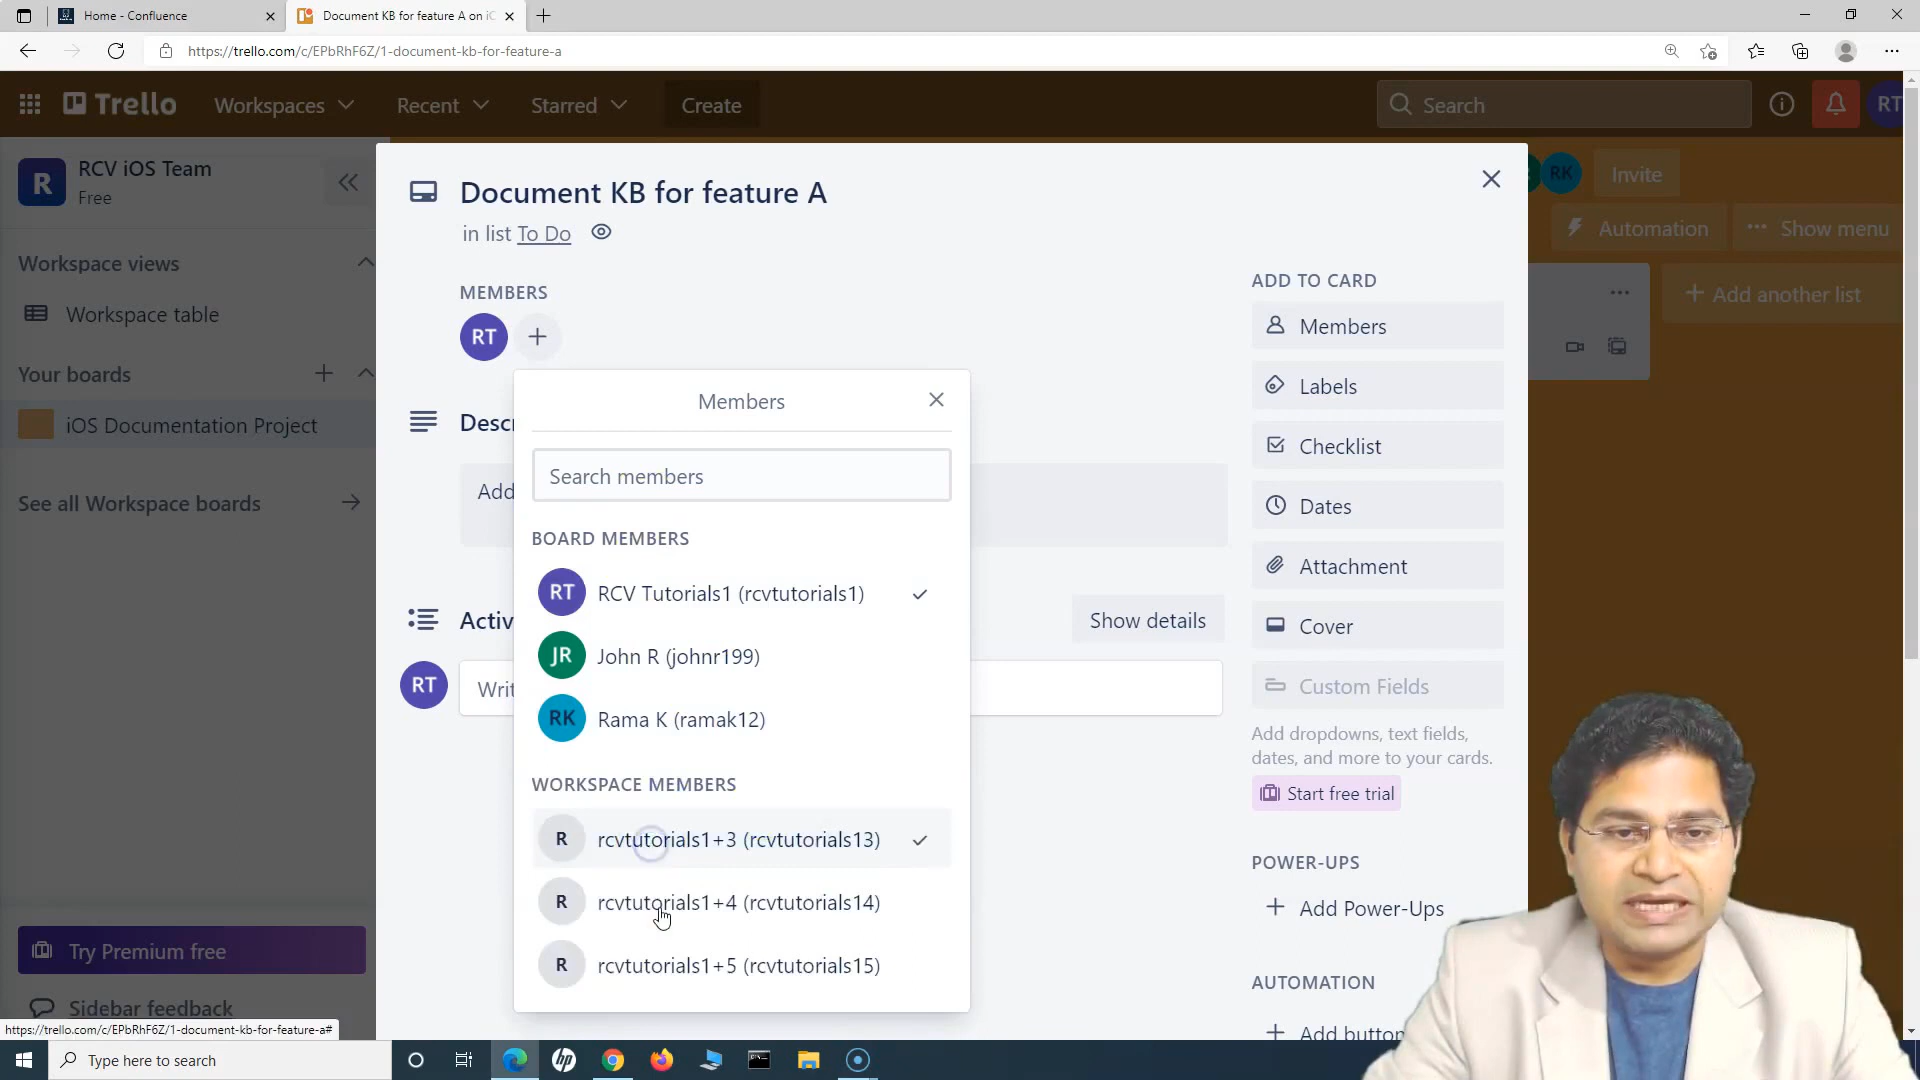 Home - Confluence
Document KB for feature A on iO
https://trello.com/c/EPbRhF6Z/1-document-kb-for-feature-a
Trello
Workspaces
Recent
Starred
Create
Search
RT
R
RCV iOS Team
Free
Workspace views
Workspace table
Your boards
iOS Documentation Project
See all Workspace boards
Try Premium free
Sidebar feedback
https://trello.com/c/EPbRhF6Z/1-document-kb-for-feature-a#
RK
Invite
Automation
Show menu
Add another list
Document KB for feature A
in list To Do
MEMBERS
RT
Descr
Add
Activ
Show details
RT
Writ
Members
Search members
BOARD MEMBERS
RT RCV Tutorials1 (rcvtutorials1)
JR John R (johnr199)
RK Rama K (ramak12)
WORKSPACE MEMBERS
R rcvtutorials1+3 (rcvtutorials13)
R rcvtutorials1+4 (rcvtutorials14)
R rcvtutorials1+5 (rcvtutorials15)
ADD TO CARD
Members
Labels
Checklist
Dates
Attachment
Cover
Custom Fields
Add dropdowns, text fields,
dates, and more to your cards.
Start free trial
POWER-UPS
Add Power-Ups
AUTOMATION
Add button
Type here to search
hp